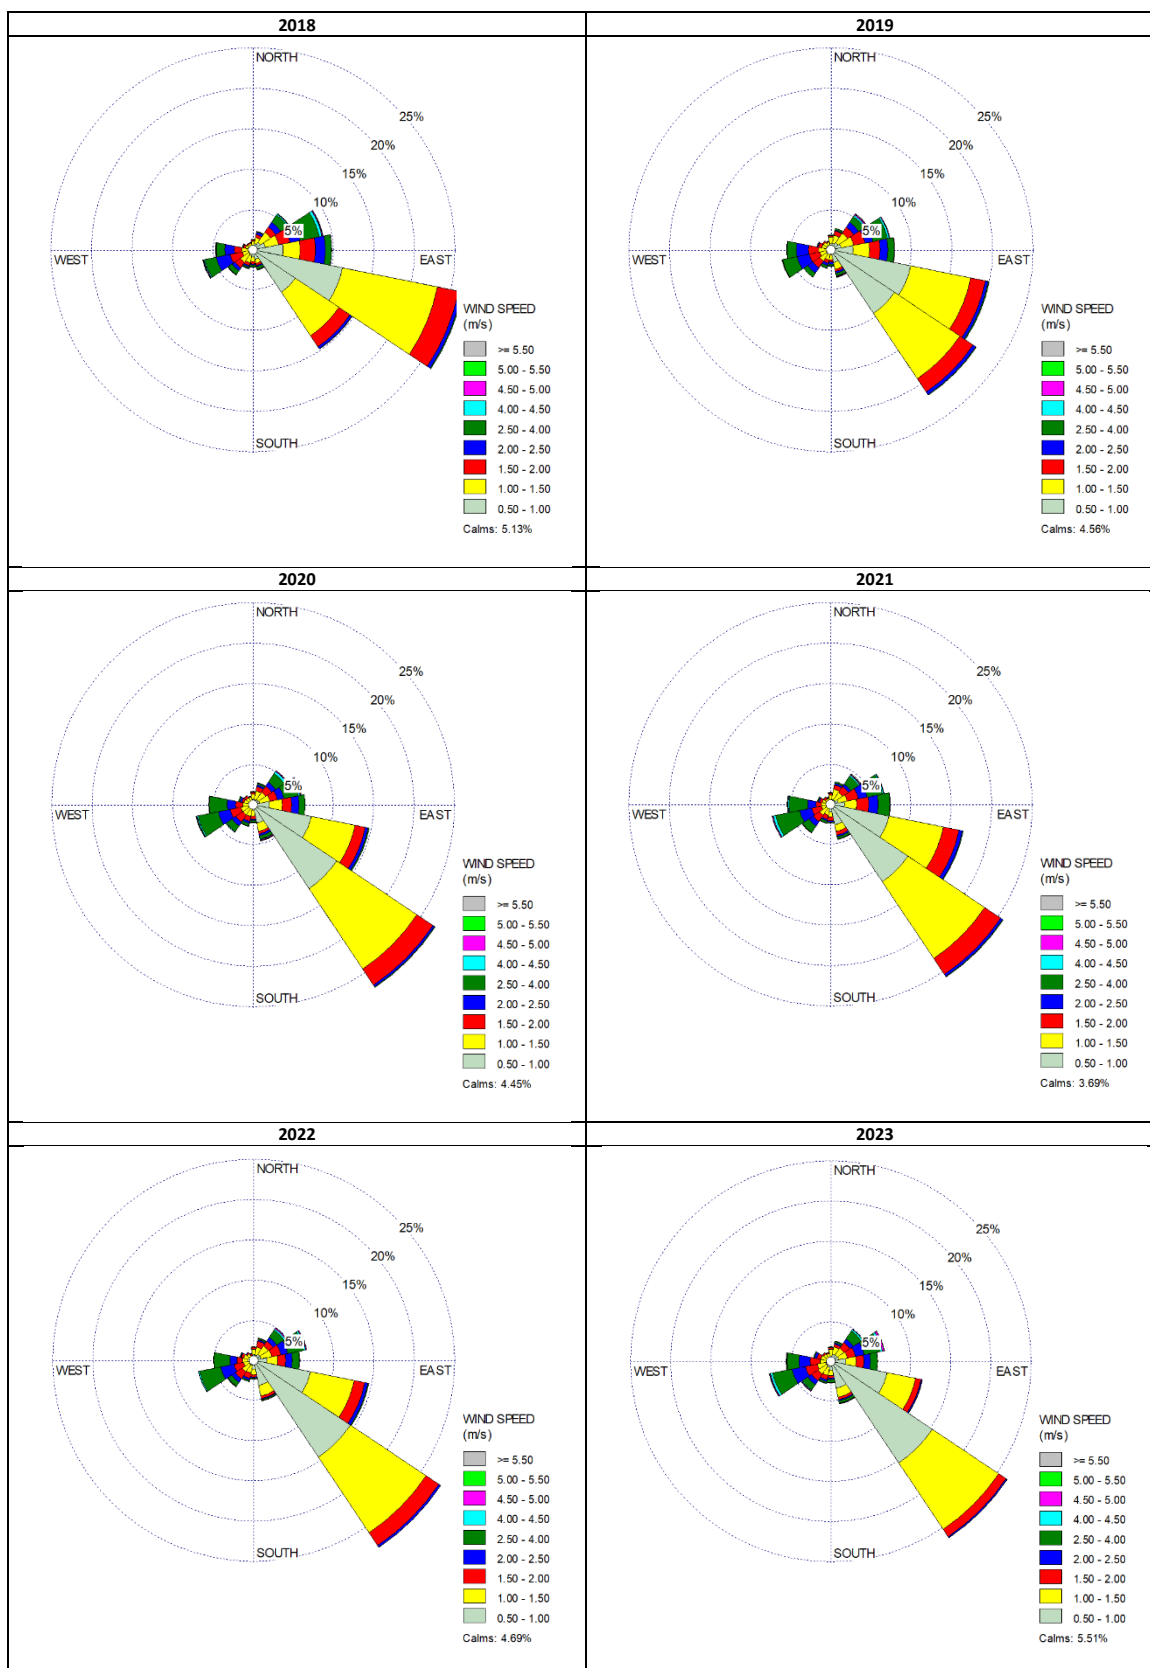 2018
2019
NORTH
25%
20%
15%
10%
5%
WEST
EAST
SOUTH
WIND SPEED
(m/s)
>= 5.50
5.00 - 5.50
4.50 - 5.00
4.00 - 4.50
2.50 - 4.00
2.00 - 2.50
1.50 - 2.00
1.00 - 1.50
0.50 - 1.00
Calms: 5.13%
NORTH
25%
20%
15%
10%
5%
WEST
EAST
SOUTH
WIND SPEED
(m/s)
>= 5.50
5.00 - 5.50
4.50 - 5.00
4.00 - 4.50
2.50 - 4.00
2.00 - 2.50
1.50 - 2.00
1.00 - 1.50
0.50 - 1.00
Calms: 4.56%
2020
2021
NORTH
25%
20%
15%
10%
5%
WEST
EAST
SOUTH
WIND SPEED
(m/s)
>= 5.50
5.00 - 5.50
4.50 - 5.00
4.00 - 4.50
2.50 - 4.00
2.00 - 2.50
1.50 - 2.00
1.00 - 1.50
0.50 - 1.00
Calms: 4.45%
NORTH
25%
20%
15%
10%
5%
WEST
EAST
SOUTH
WIND SPEED
(m/s)
>= 5.50
5.00 - 5.50
4.50 - 5.00
4.00 - 4.50
2.50 - 4.00
2.00 - 2.50
1.50 - 2.00
1.00 - 1.50
0.50 - 1.00
Calms: 3.69%
2022
2023
NORTH
25%
20%
15%
10%
5%
WEST
EAST
SOUTH
WIND SPEED
(m/s)
>= 5.50
5.00 - 5.50
4.50 - 5.00
4.00 - 4.50
2.50 - 4.00
2.00 - 2.50
1.50 - 2.00
1.00 - 1.50
0.50 - 1.00
Calms: 4.69%
NORTH
25%
20%
15%
10%
5%
WEST
EAST
SOUTH
WIND SPEED
(m/s)
>= 5.50
5.00 - 5.50
4.50 - 5.00
4.00 - 4.50
2.50 - 4.00
2.00 - 2.50
1.50 - 2.00
1.00 - 1.50
0.50 - 1.00
Calms: 5.51%